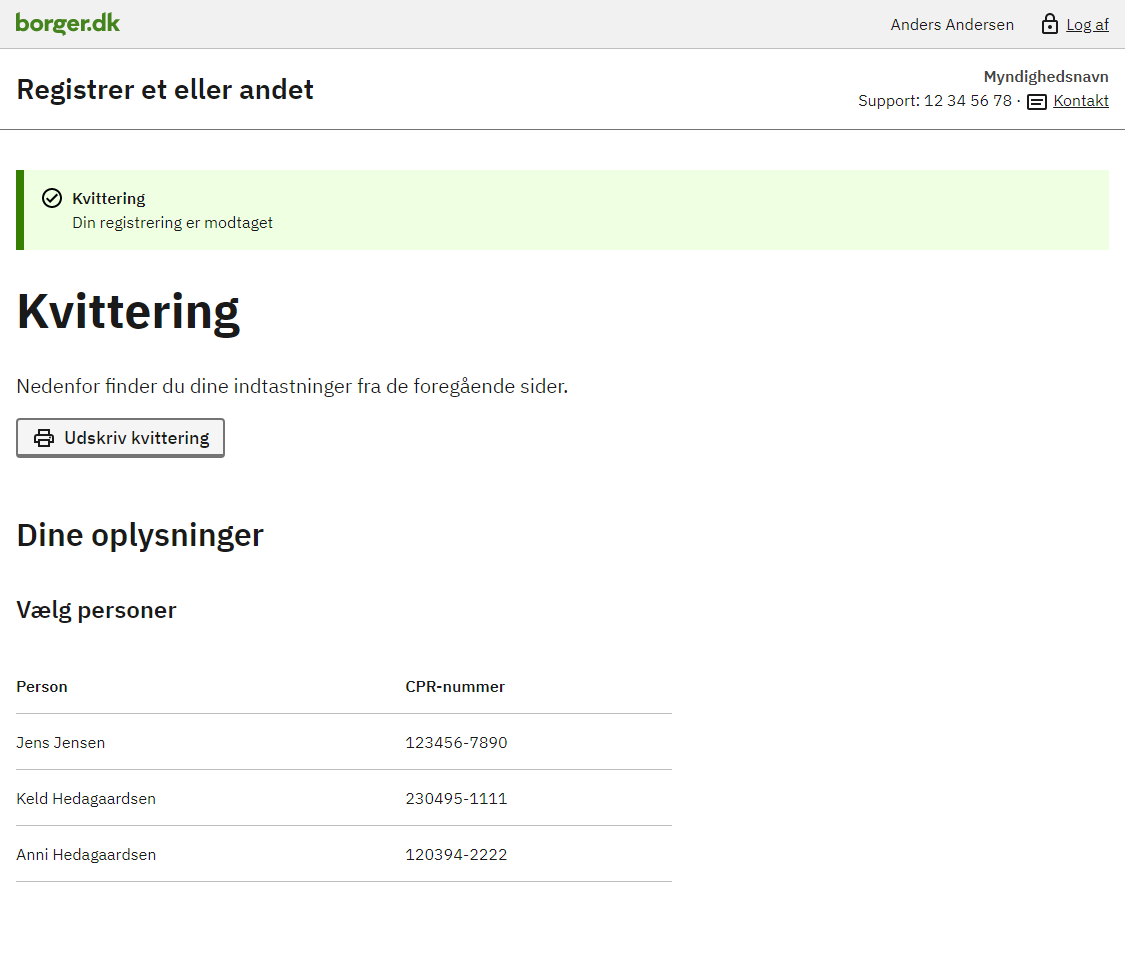 borger.dk
Anders Andersen Log af
Registrer et eller andet
Myndighedsnavn
Support: 12 34 56 78 · Kontakt
Kvittering
Din registrering er modtaget
Kvittering
Nedenfor finder du dine indtastninger fra de foregående sider.
Udskriv kvittering
Dine oplysninger
Vælg personer
Person CPR-nummer
Jens Jensen 123456-7890
Keld Hedagaardsen 230495-1111
Anni Hedagaardsen 120394-2222